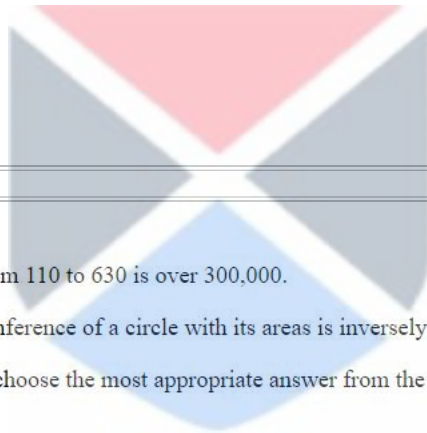 m 110 to 630 is over 300,000.
nference of a circle with its areas is inversely
choose the most appropriate answer from the